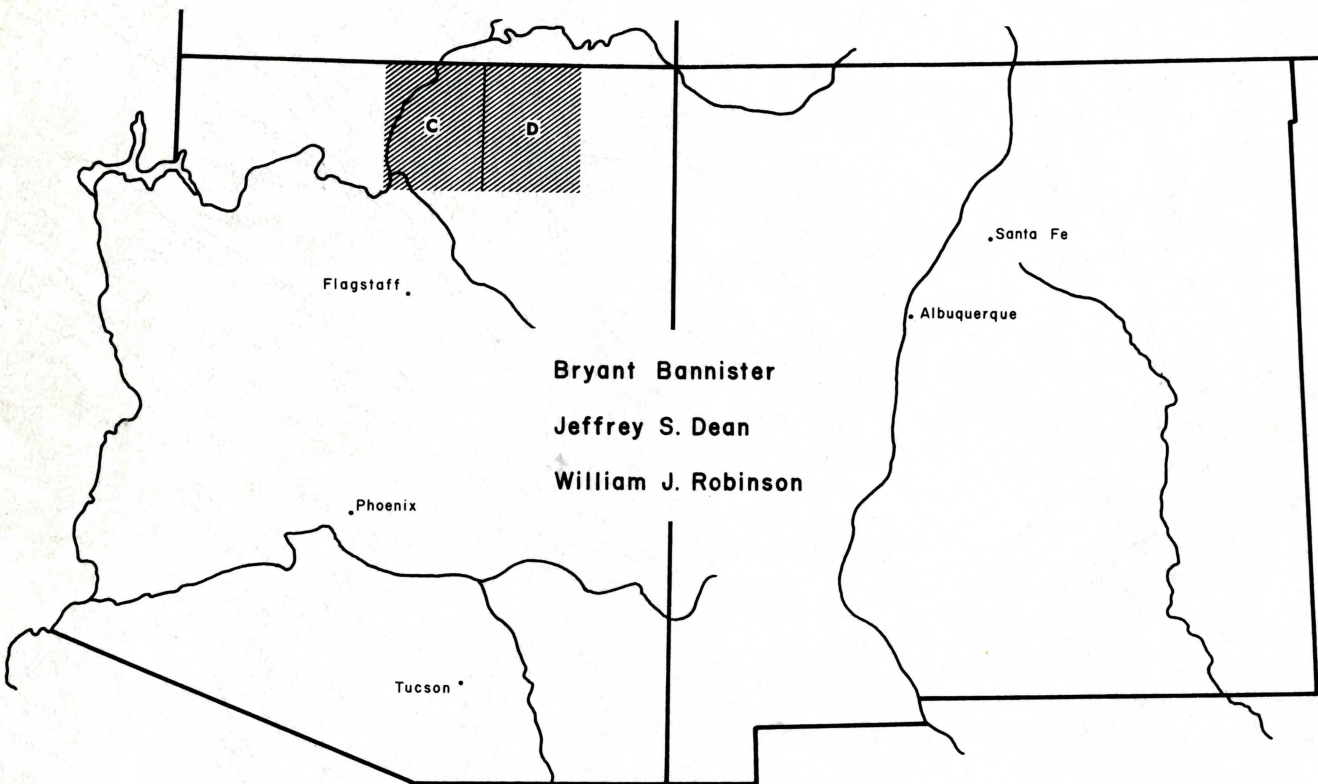 C
D
Santa Fe
Flagstaff
Albuquerque
Bryant Bannister
Jeffrey S. Dean
William J. Robinson
Phoenix
Tucson